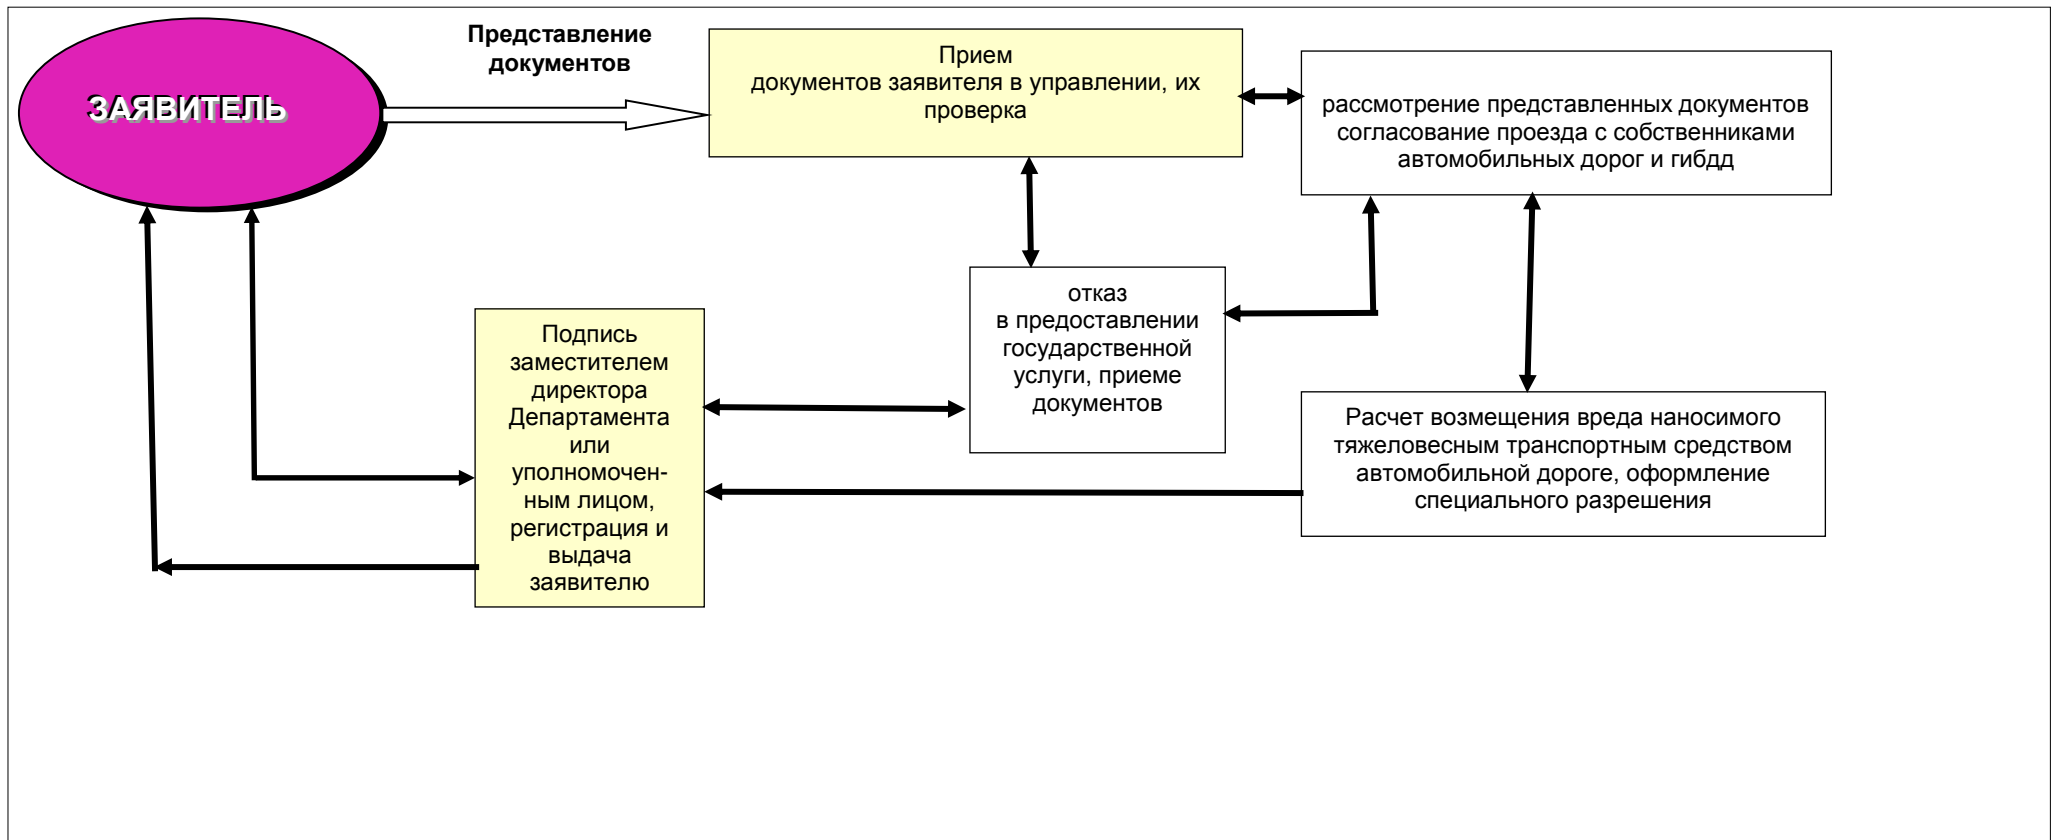 ЗАЯВИТЕЛЬ
Представление
документов
Прием
документов заявителя в управлении, их
проверка
рассмотрение представленных документов
согласование проезда с собственниками
автомобильных дорог и гибдд
отказ
в предоставлении
государственной
услуги, приеме
документов
Подпись
заместителем
директора
Департамента
или
уполномочен-
ным лицом,
регистрация и
выдача
заявителю
Расчет возмещения вреда наносимого
тяжеловесным транспортным средством
автомобильной дороге, оформление
специального разрешения